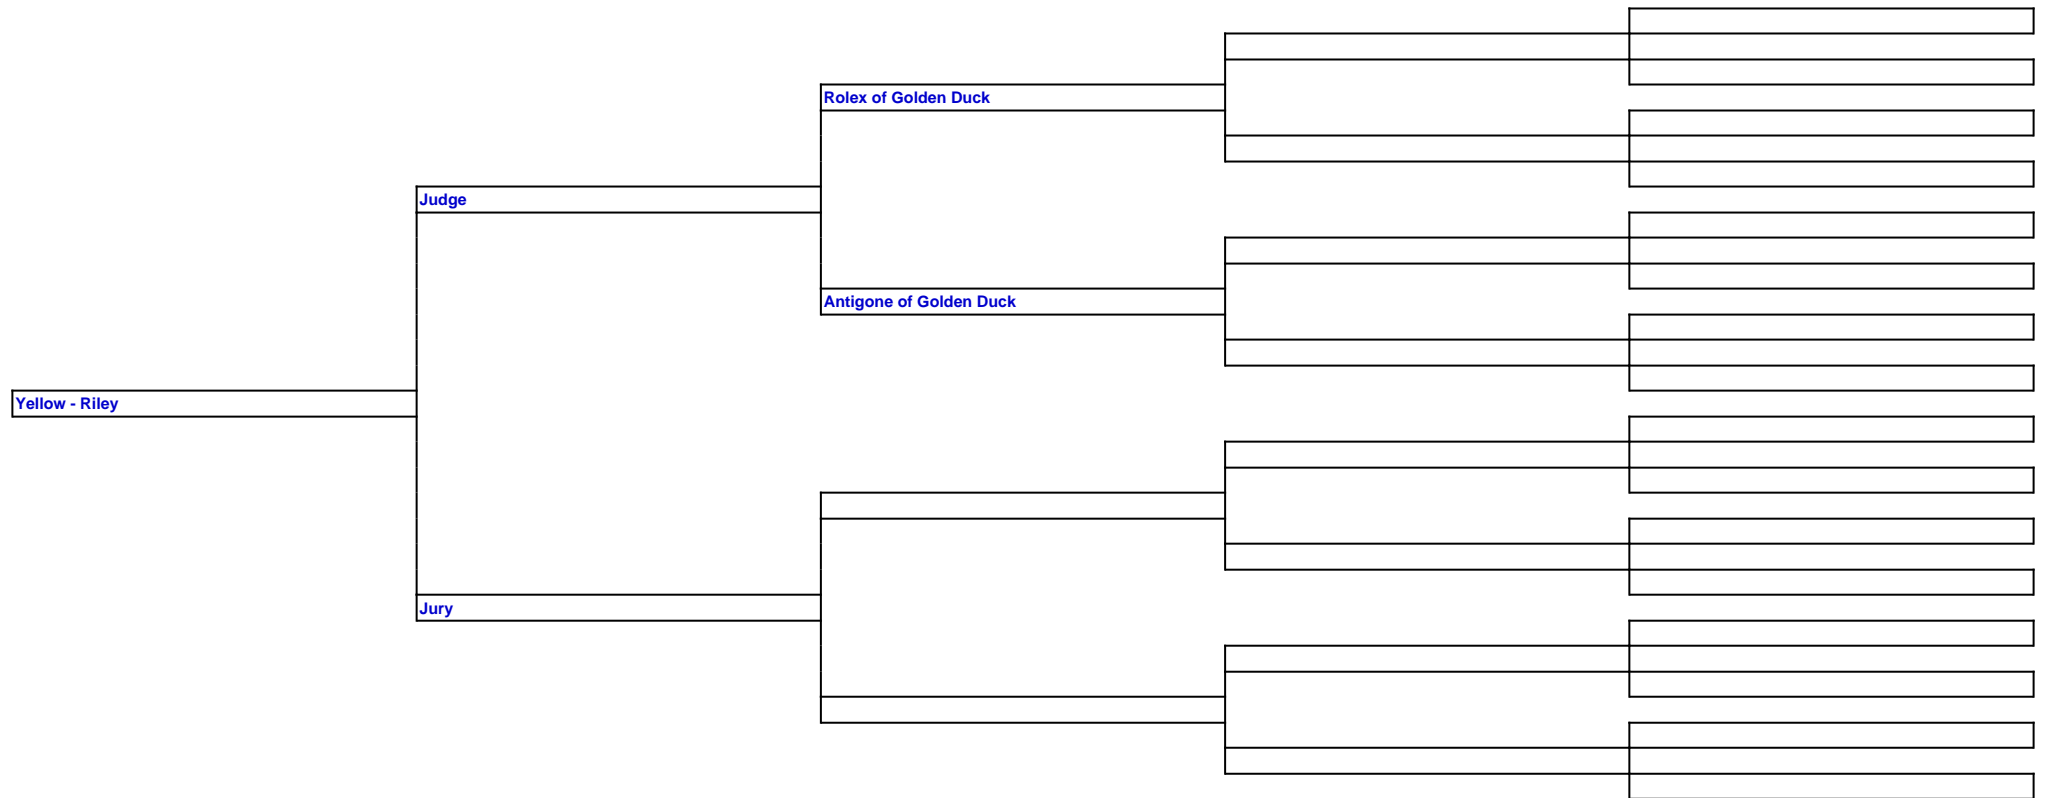 Rolex of Golden Duck
Judge
Antigone of Golden Duck
Yellow - Riley
Jury